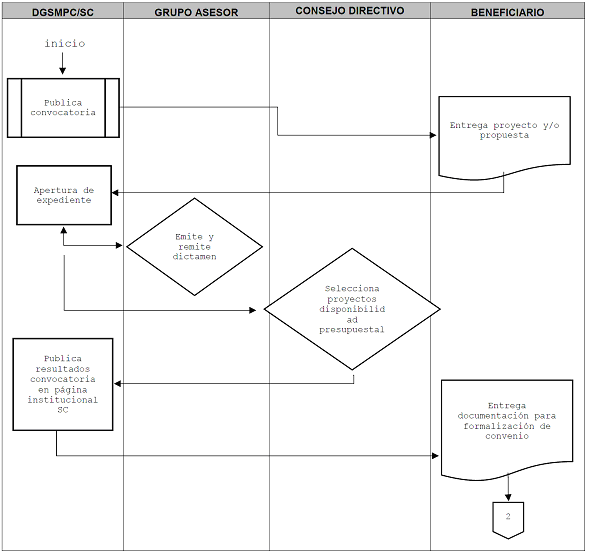 DGSMPC/SC
GRUPO ASESOR
CONSEJO DIRECTIVO
BENEFICIARIO
inicio
Publica
convocatoria
Entrega proyecto y/o
propuesta
Apertura de
expediente
Emite y
remite
dictamen
Selecciona
proyectos
disponibilid
ad
presupuestal
Publica
resultados
convocatoria
en página
institucional
SC
Entrega
documentación para
formalización de
convenio
2